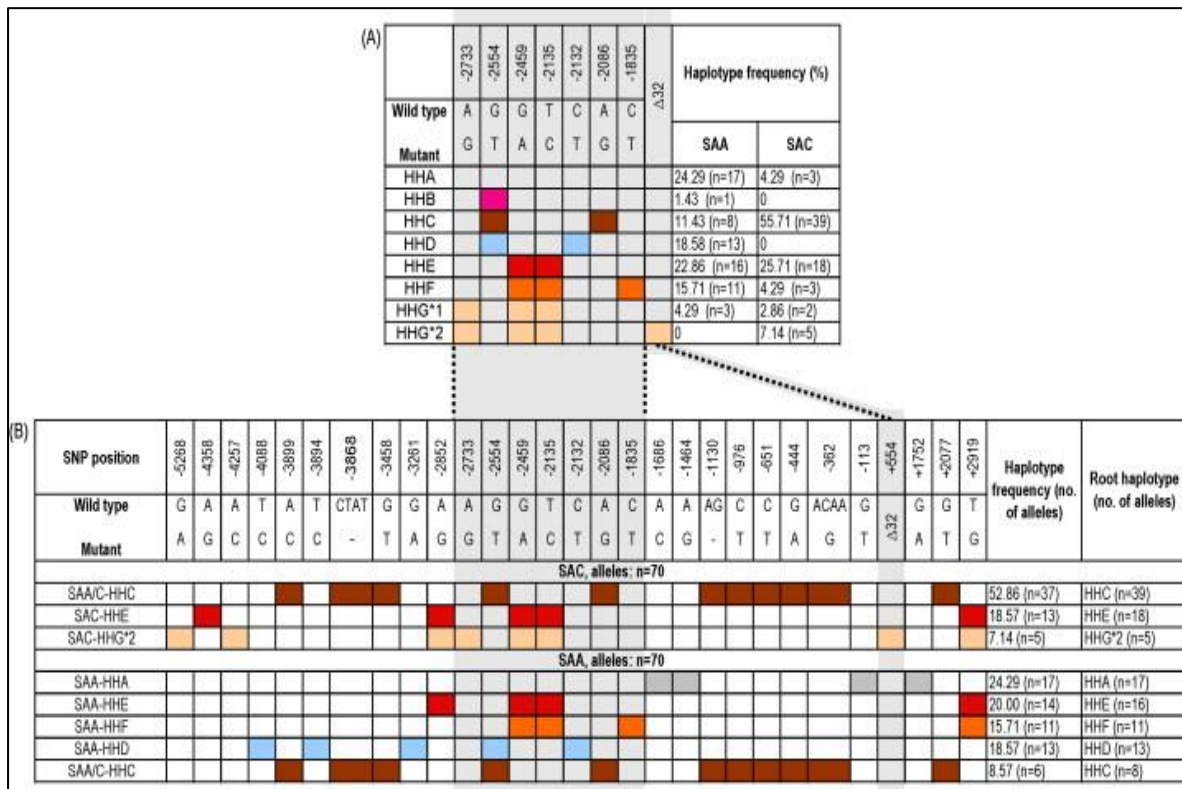 (A)
-2733 -2554 -2459 -2135 -2132 -2086 -1835 Δ32 Haplotype frequency (%)
Wild type A G G T C A C
SAA SAC
Mutant G T A C T G T
HHA 24.29 (n=17) 4.29 (n=3)
HHB 1.43 (n=1) 0
HHC 11.43 (n=8) 55.71 (n=39)
HHD 18.58 (n=13) 0
HHE 22.86 (n=16) 25.71 (n=18)
HHF 15.71 (n=11) 4.29 (n=3)
HHG*1 4.29 (n=3) 2.86 (n=2)
HHG*2 0 7.14 (n=5)
(B)
SNP position -5268 -4358 -4257 -4088 -3899 -3894 -3868 -3458 -3261 -2852 -2733 -2554 -2459 -2135 -2132 -2086 -1835 -1686 -1464 -1130 -976 -651 -444 -362 -113 +554 +1752 +2077 +2919 Haplotype frequency (no. of alleles) Root haplotype (no. of alleles)
Wild type G A A T A T CTAT G G A A G G T C A C A A AG C C G ACAA G Δ32 G G T
Mutant A G C C C C - T A G G T A C T G T C G - T T A G T A T G
SAC, alleles: n=70
SAA/C-HHC 52.86 (n=37) HHC (n=39)
SAC-HHE 18.57 (n=13) HHE (n=18)
SAC-HHG*2 7.14 (n=5) HHG*2 (n=5)
SAA, alleles: n=70
SAA-HHA 24.29 (n=17) HHA (n=17)
SAA-HHE 20.00 (n=14) HHE (n=16)
SAA-HHF 15.71 (n=11) HHF (n=11)
SAA-HHD 18.57 (n=13) HHD (n=13)
SAA/C-HHC 8.57 (n=6) HHC (n=8)